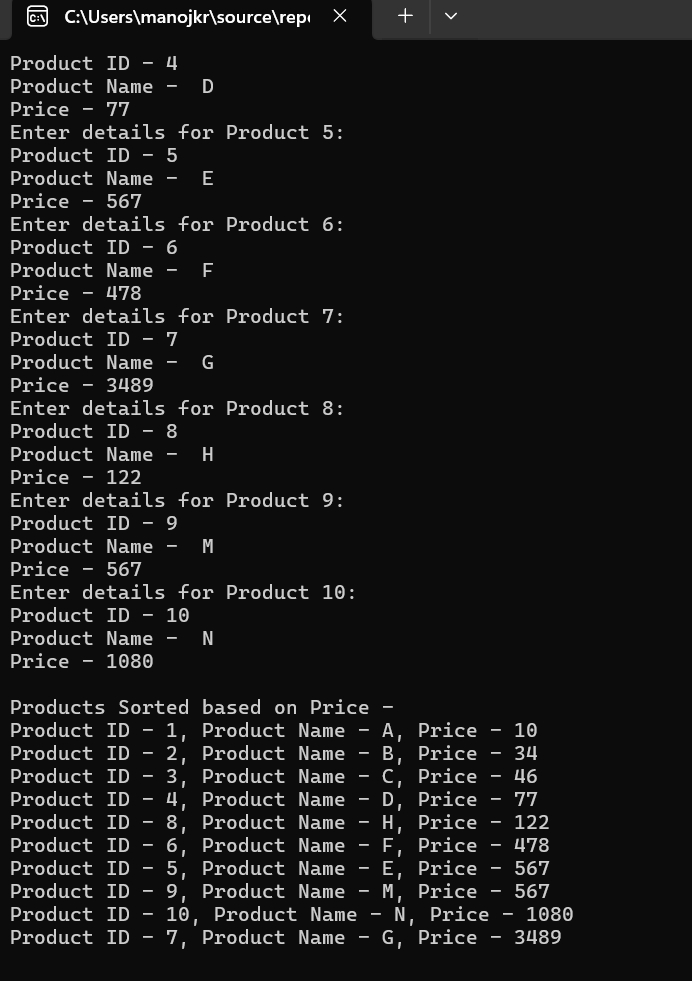 C:\Users\manojkr\source\repo
Product ID - 4
Product Name -  D
Price - 77
Enter details for Product 5:
Product ID - 5
Product Name -  E
Price - 567
Enter details for Product 6:
Product ID - 6
Product Name -  F
Price - 478
Enter details for Product 7:
Product ID - 7
Product Name -  G
Price - 3489
Enter details for Product 8:
Product ID - 8
Product Name -  H
Price - 122
Enter details for Product 9:
Product ID - 9
Product Name -  M
Price - 567
Enter details for Product 10:
Product ID - 10
Product Name -  N
Price - 1080
Products Sorted based on Price -
Product ID - 1, Product Name - A, Price - 10
Product ID - 2, Product Name - B, Price - 34
Product ID - 3, Product Name - C, Price - 46
Product ID - 4, Product Name - D, Price - 77
Product ID - 8, Product Name - H, Price - 122
Product ID - 6, Product Name - F, Price - 478
Product ID - 5, Product Name - E, Price - 567
Product ID - 9, Product Name - M, Price - 567
Product ID - 10, Product Name - N, Price - 1080
Product ID - 7, Product Name - G, Price - 3489